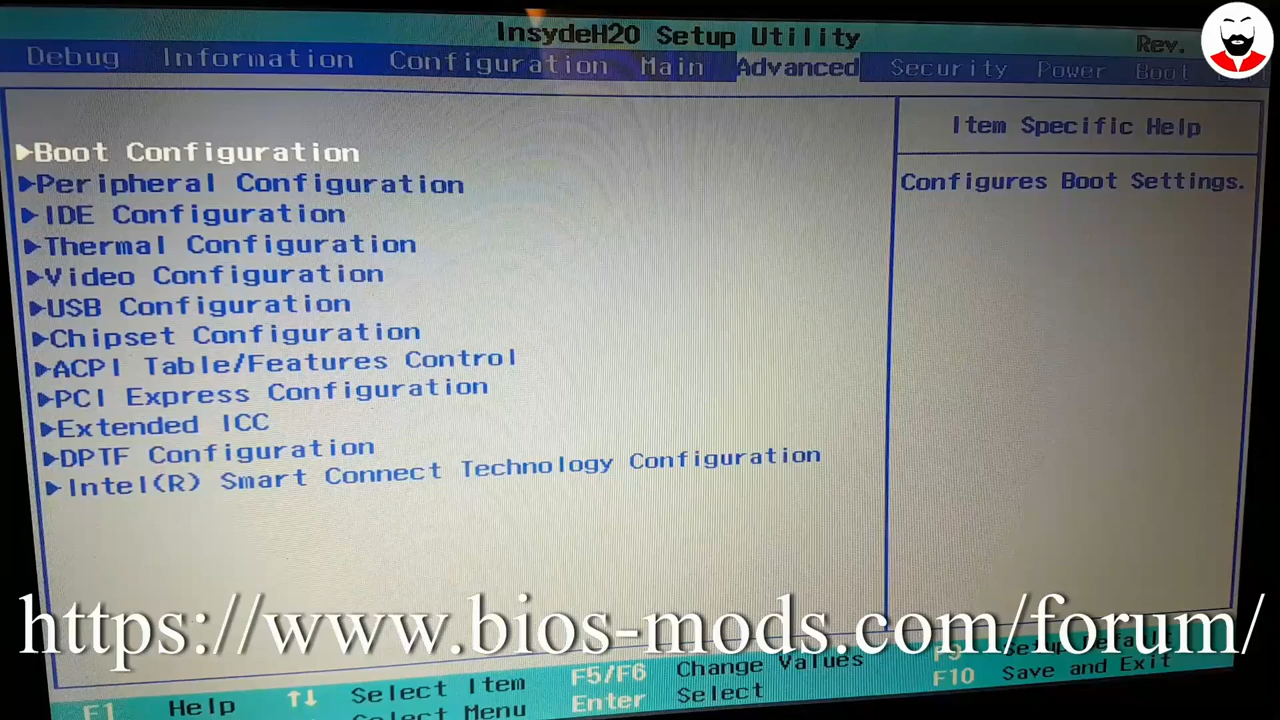 InsydeH20 Setup Utility Rev.
Debug Information Configuration Main Advanced Security Power Boot
Item Specific Help
Configures Boot Settings.
Boot Configuration
Peripheral Configuration
IDE Configuration
Thermal Configuration
Video Configuration
USB Configuration
Chipset Configuration
ACPI Table/Features Control
PCI Express Configuration
Extended ICC
DPTF Configuration
Intel(R) Smart Connect Technology Configuration
https://www.bios-mods.com/forum/
F1 Help ↑↓ Select Item F5/F6 Change Values F9 Setup Default
Select Menu Enter Select F10 Save and Exit